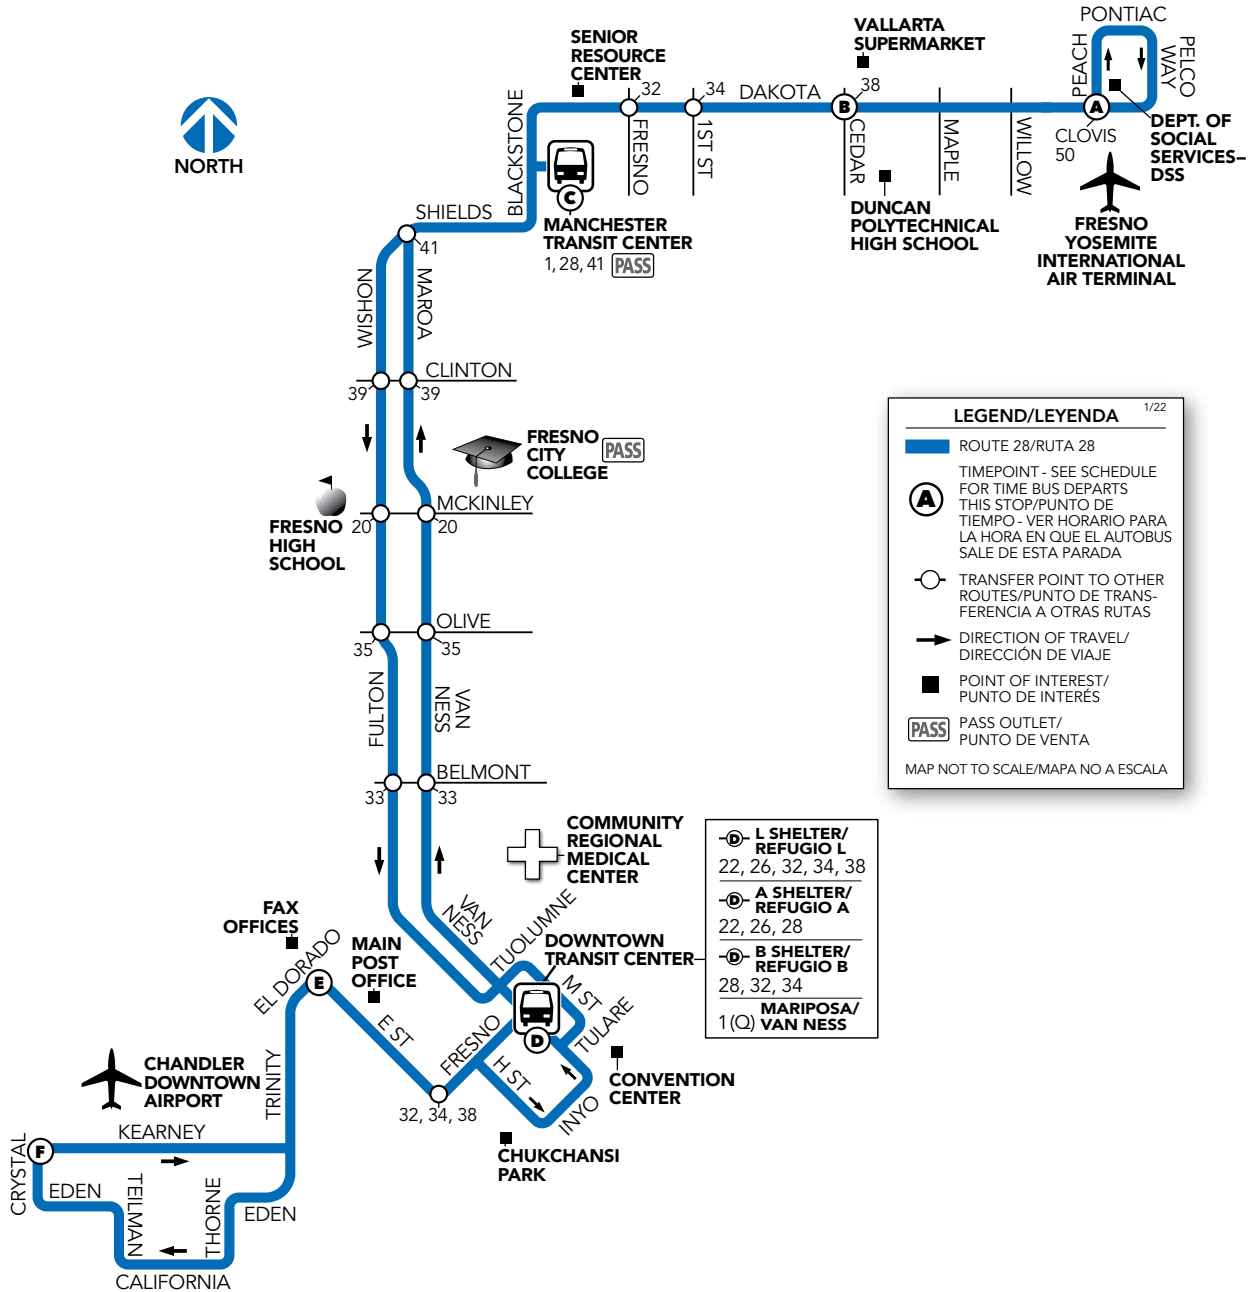 NORTH
SENIOR
RESOURCE
CENTER
VALLARTA
SUPERMARKET
PONTIAC
PEACH
PELCO
WAY
32
34
DAKOTA
38
B
A
BLACKSTONE
FRESNO
1ST ST
CEDAR
MAPLE
WILLOW
CLOVIS
50
DEPT. OF
SOCIAL
SERVICES–
DSS
C
MANCHESTER
TRANSIT CENTER
1, 28, 41 PASS
DUNCAN
POLYTECHNICAL
HIGH SCHOOL
FRESNO
YOSEMITE
INTERNATIONAL
AIR TERMINAL
SHIELDS
41
WISHON
MAROA
CLINTON
39
39
FRESNO
CITY
COLLEGE
PASS
MCKINLEY
20
20
FRESNO
HIGH
SCHOOL
OLIVE
35
35
FULTON
VAN
NESS
BELMONT
33
33
LEGEND/LEYENDA
1/22
ROUTE 28/RUTA 28
A
TIMEPOINT - SEE SCHEDULE
FOR TIME BUS DEPARTS
THIS STOP/PUNTO DE
TIEMPO - VER HORARIO PARA
LA HORA EN QUE EL AUTOBUS
SALE DE ESTA PARADA
TRANSFER POINT TO OTHER
ROUTES/PUNTO DE TRANS-
FERENCIA A OTRAS RUTAS
DIRECTION OF TRAVEL/
DIRECCIÓN DE VIAJE
POINT OF INTEREST/
PUNTO DE INTERÉS
PASS
PASS OUTLET/
PUNTO DE VENTA
MAP NOT TO SCALE/MAPA NO A ESCALA
COMMUNITY
REGIONAL
MEDICAL
CENTER
D L SHELTER/
REFUGIO L
22, 26, 32, 34, 38
D A SHELTER/
REFUGIO A
22, 26, 28
D B SHELTER/
REFUGIO B
28, 32, 34
1 (Q) MARIPOSA/
VAN NESS
VAN
NESS
TUOLUMNE
DOWNTOWN
TRANSIT CENTER
M ST
TULARE
D
FAX
OFFICES
EL DORADO
E
MAIN
POST
OFFICE
E ST
FRESNO
H ST
INYO
32, 34, 38
CONVENTION
CENTER
CHUKCHANSI
PARK
CHANDLER
DOWNTOWN
AIRPORT
TRINITY
KEARNEY
F
CRYSTAL
EDEN
TEILMAN
THORNE
EDEN
CALIFORNIA